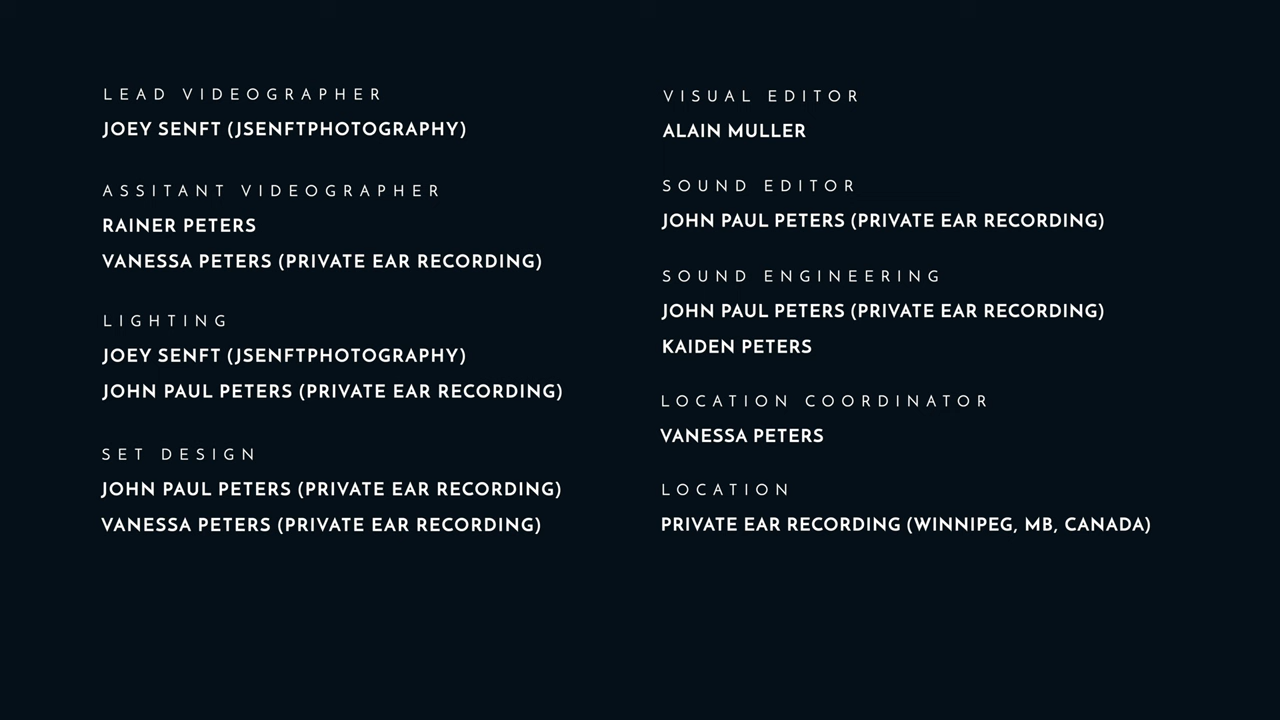 LEAD VIDEOGRAPHER
JOEY SENFT (JSENFTPHOTOGRAPHY)
ASSITANT VIDEOGRAPHER
RAINER PETERS
VANESSA PETERS (PRIVATE EAR RECORDING)
LIGHTING
JOEY SENFT (JSENFTPHOTOGRAPHY)
JOHN PAUL PETERS (PRIVATE EAR RECORDING)
SET DESIGN
JOHN PAUL PETERS (PRIVATE EAR RECORDING)
VANESSA PETERS (PRIVATE EAR RECORDING)
VISUAL EDITOR
ALAIN MULLER
SOUND EDITOR
JOHN PAUL PETERS (PRIVATE EAR RECORDING)
SOUND ENGINEERING
JOHN PAUL PETERS (PRIVATE EAR RECORDING)
KAIDEN PETERS
LOCATION COORDINATOR
VANESSA PETERS
LOCATION
PRIVATE EAR RECORDING (WINNIPEG, MB, CANADA)